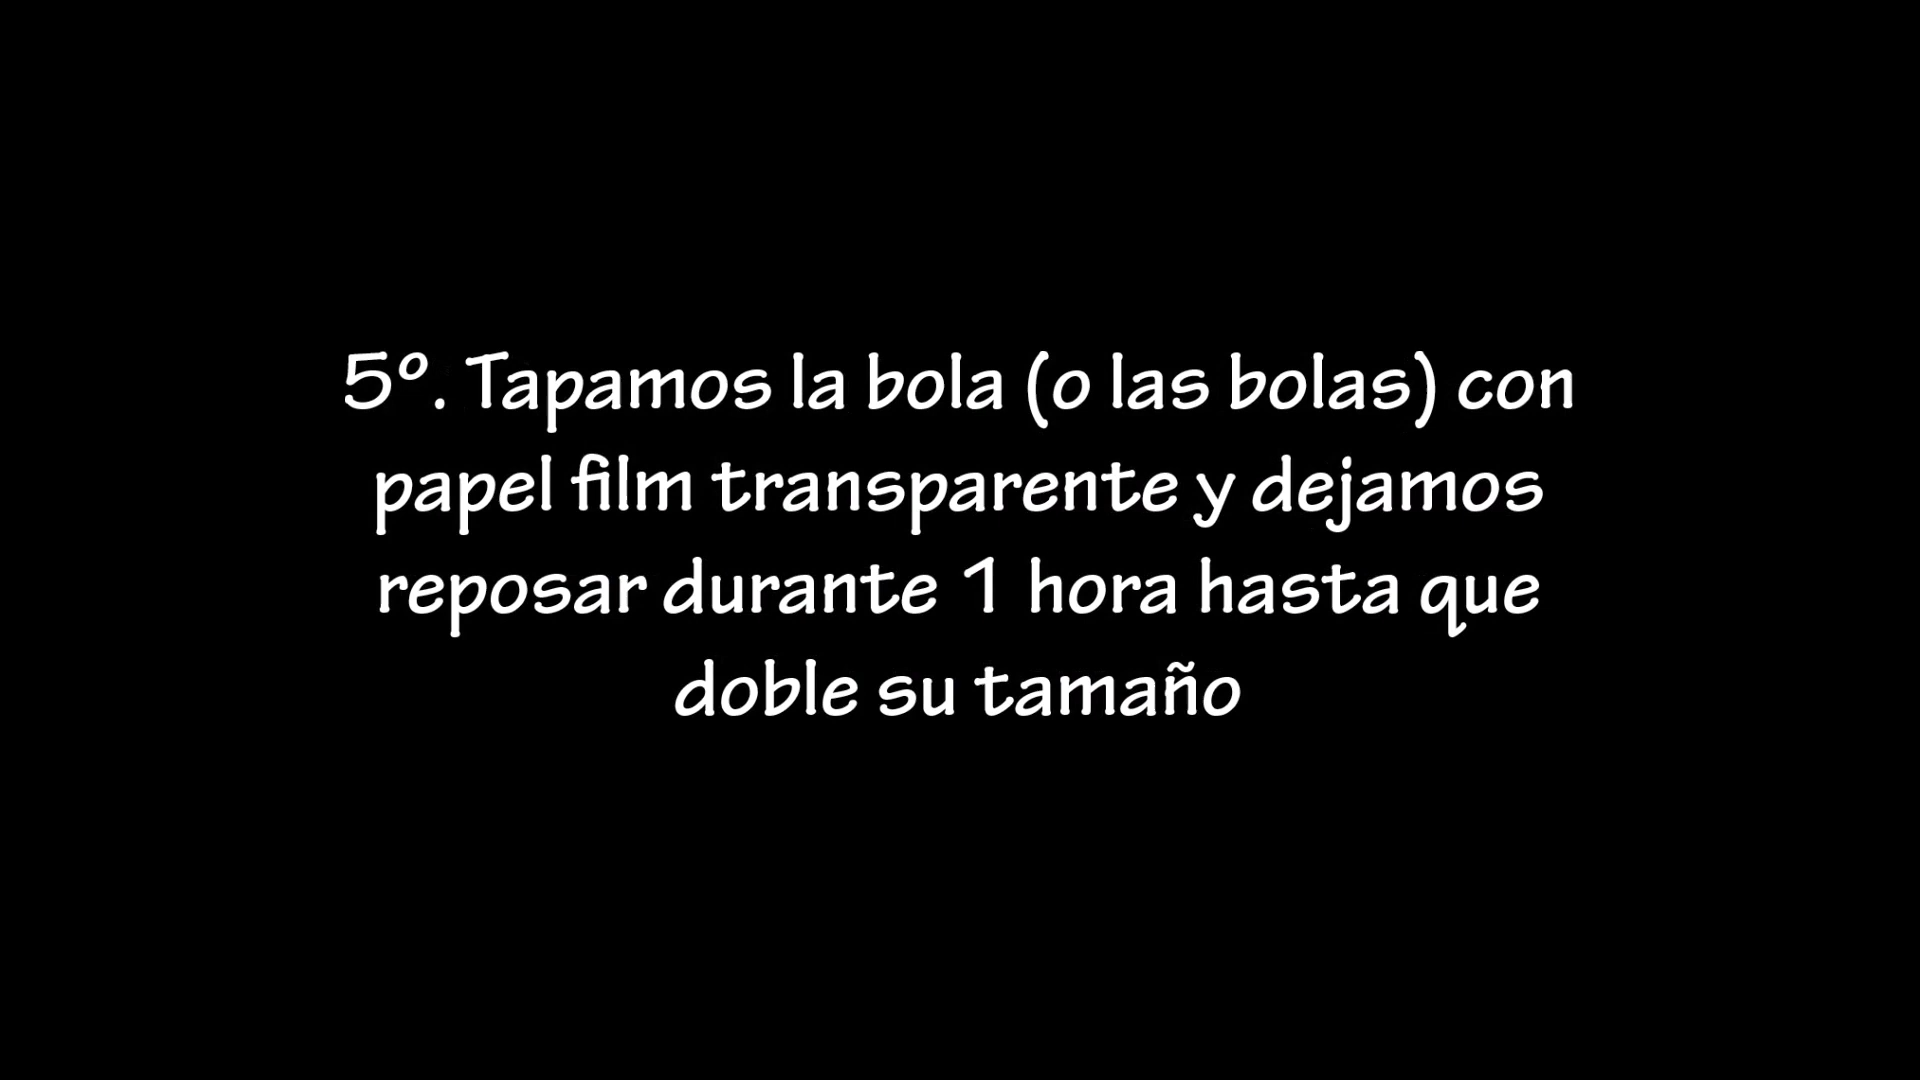 5º. Tapamos la bola (o las bolas) con
papel film transparente y dejamos
reposar durante 1 hora hasta que
doble su tamaño